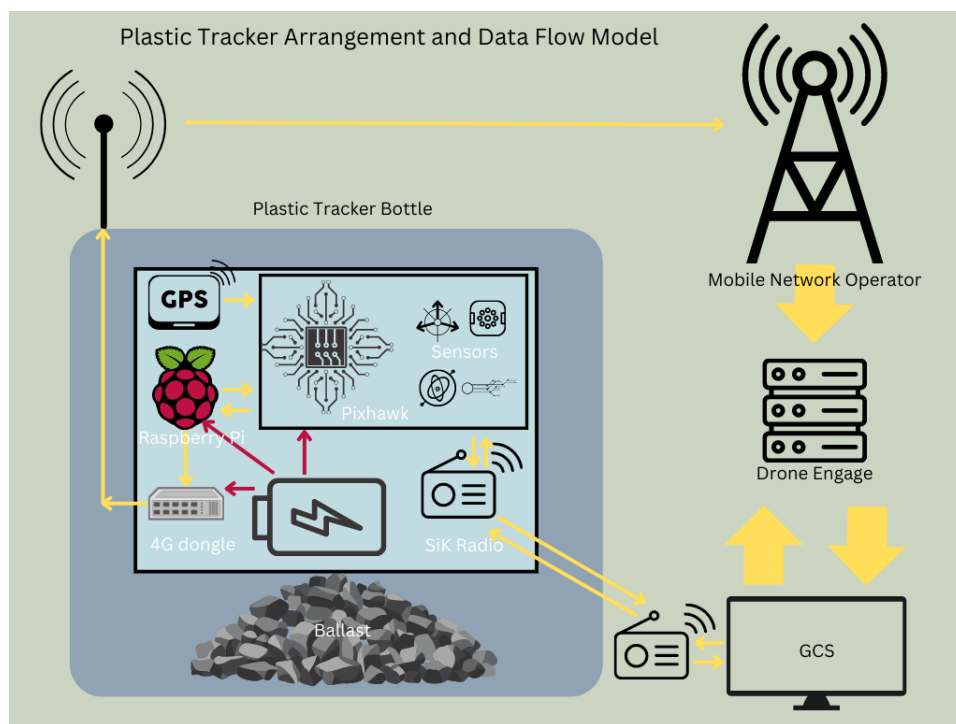 Plastic Tracker Arrangement and Data Flow Model
Plastic Tracker Bottle
Mobile Network Operator
GPS
Sensors
Pixhawk
Raspberry Pi
Drone Engage
4G dongle
SiK Radio
Ballast
GCS